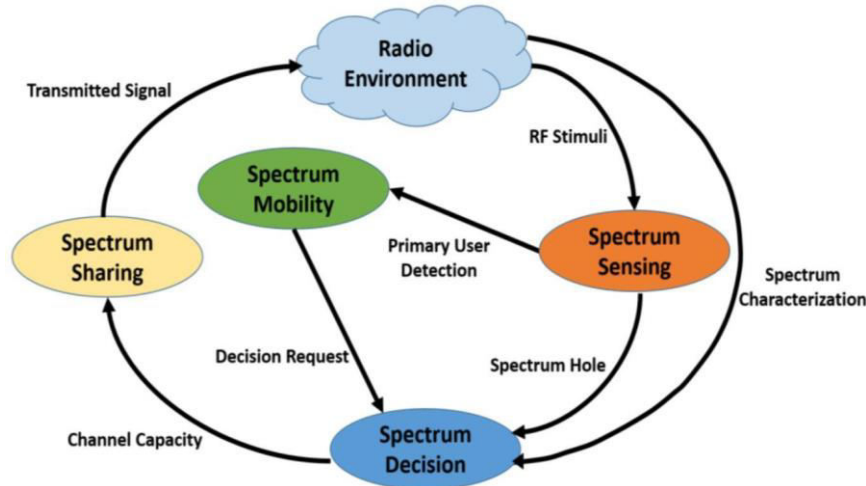 Radio
Environment
Transmitted Signal
RF Stimuli
Spectrum
Mobility
Spectrum
Sharing
Primary User
Detection
Spectrum
Sensing
Spectrum
Characterization
Decision Request
Spectrum Hole
Channel Capacity
Spectrum
Decision